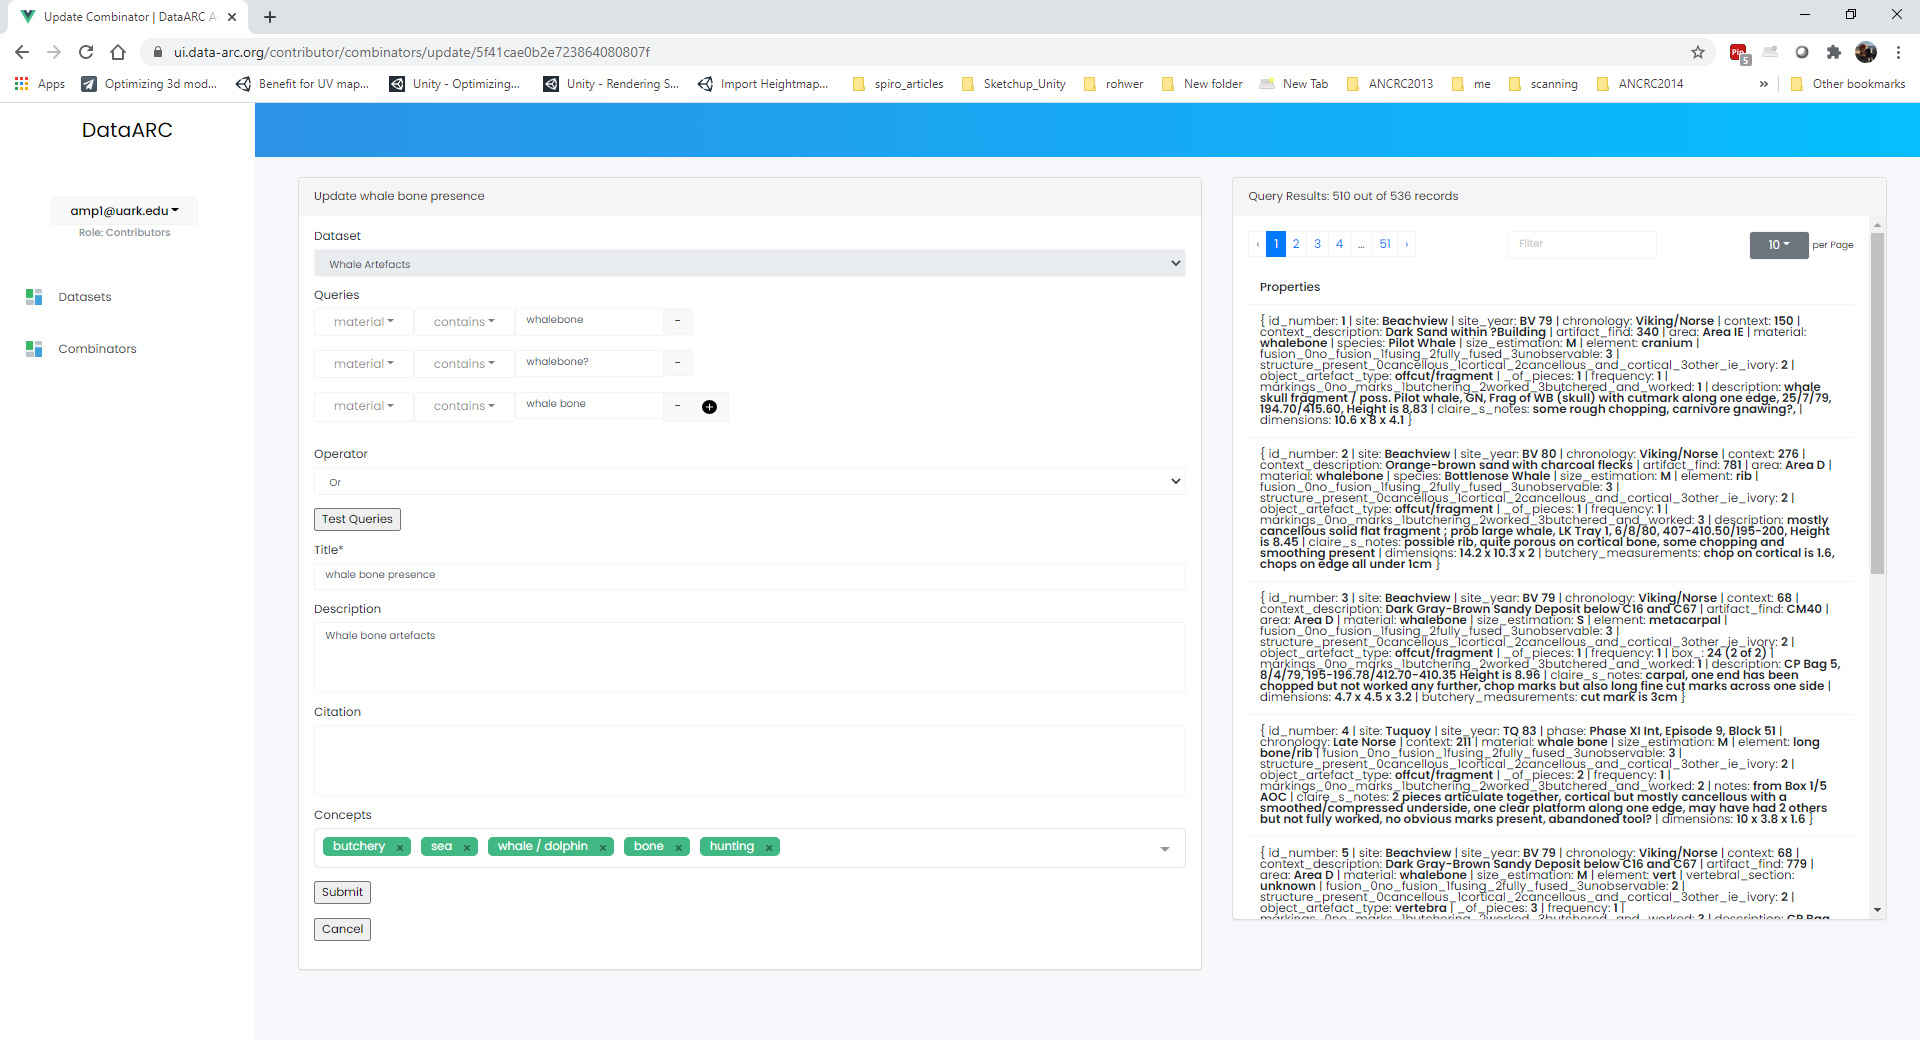 Update Combinator | DataARC A
ui.data-arc.org/contributor/combinators/update/5f41cae0b2e723864080807f
5
Apps
Optimizing 3d mod...
Benefit for UV map...
Unity - Optimizing...
Unity - Rendering S...
Import Heightmap...
spiro_articles
Sketchup_Unity
rohwer
New folder
New Tab
ANCRC2013
me
scanning
ANCRC2014
»
Other bookmarks
DataARC
amp1@uark.edu
Role: Contributors
Datasets
Combinators
Update whale bone presence
Dataset
Whale Artefacts
Queries
material contains whalebone -
material contains whalebone? -
material contains whale bone -
Operator
Or
Test Queries
Title*
whale bone presence
Description
Whale bone artefacts
Citation
Concepts
butchery × sea × whale / dolphin × bone × hunting ×
Submit
Cancel
Query Results: 510 out of 536 records
‹ 1 2 3 4 ... 51 ›
Filter
10 per Page
Properties
{ id_number: 1 | site: Beachview | site_year: BV 79 | chronology: Viking/Norse | context: 150 |
context_description: Dark Sand within ?Building | artifact_find: 340 | area: Area IE | material:
whalebone | species: Pilot Whale | size_estimation: M | element: cranium |
fusion_0no_fusion_1fusing_2fully_fused_3unobservable: 3 |
structure_present_0cancellous_1cortical_2cancellous_and_cortical_3other_ie_ivory: 2 |
object_artefact_type: offcut/fragment | _of_pieces: 1 | frequency: 1 |
markings_0no_marks_1butchering_2worked_3butchered_and_worked: 1 | description: whale
skull fragment / poss. Pilot whale, GN, Frag of WB (skull) with cutmark along one edge, 25/7/79,
194.70/415.60, Height is 8.83 | claire_s_notes: some rough chopping, carnivore gnawing?, |
dimensions: 10.6 x 8 x 4.1 }
{ id_number: 2 | site: Beachview | site_year: BV 80 | chronology: Viking/Norse | context: 276 |
context_description: Orange-brown sand with charcoal flecks | artifact_find: 781 | area: Area D |
material: whalebone | species: Bottlenose Whale | size_estimation: M | element: rib |
fusion_0no_fusion_1fusing_2fully_fused_3unobservable: 3 |
structure_present_0cancellous_1cortical_2cancellous_and_cortical_3other_ie_ivory: 2 |
object_artefact_type: offcut/fragment | _of_pieces: 1 | frequency: 1 |
markings_0no_marks_1butchering_2worked_3butchered_and_worked: 3 | description: mostly
cancellous solid flat fragment ; prob large whale, LK Tray 1, 6/8/80, 407-410.50/195-200, Height
is 8.45 | claire_s_notes: possible rib, quite porous on cortical bone, some chopping and
smoothing present | dimensions: 14.2 x 10.3 x 2 | butchery_measurements: chop on cortical is 1.6,
chops on edge all under 1cm }
{ id_number: 3 | site: Beachview | site_year: BV 79 | chronology: Viking/Norse | context: 68 |
context_description: Dark Gray-Brown Sandy Deposit below C16 and C67 | artifact_find: CM40 |
area: Area D | material: whalebone | size_estimation: S | element: metacarpal |
fusion_0no_fusion_1fusing_2fully_fused_3unobservable: 3 |
structure_present_0cancellous_1cortical_2cancellous_and_cortical_3other_ie_ivory: 2 |
object_artefact_type: offcut/fragment | _of_pieces: 1 | frequency: 1 | box_: 24 (2 of 2) |
markings_0no_marks_1butchering_2worked_3butchered_and_worked: 1 | description: CP Bag 5,
8/4/79, 195-196.78/412.70-410.35 Height is 8.96 | claire_s_notes: carpal, one end has been
chopped but not worked any further, chop marks but also long fine cut marks across one side |
dimensions: 4.7 x 4.5 x 3.2 | butchery_measurements: cut mark is 3cm }
{ id_number: 4 | site: Tuquoy | site_year: TQ 83 | phase: Phase XI Int, Episode 9, Block 51 |
chronology: Late Norse | context: 211 | material: whale bone | size_estimation: M | element: long
bone/rib | fusion_0no_fusion_1fusing_2fully_fused_3unobservable: 3 |
structure_present_0cancellous_1cortical_2cancellous_and_cortical_3other_ie_ivory: 2 |
object_artefact_type: offcut/fragment | _of_pieces: 2 | frequency: 1 |
markings_0no_marks_1butchering_2worked_3butchered_and_worked: 2 | notes: from Box 1/5
AOC | claire_s_notes: 2 pieces articulate together, cortical but mostly cancellous with a
smoothed/compressed underside, one clear platform along one edge, may have had 2 others
but not fully worked, no obvious marks present, abandoned tool? | dimensions: 10 x 3.8 x 1.6 }
{ id_number: 5 | site: Beachview | site_year: BV 79 | chronology: Viking/Norse | context: 68 |
context_description: Dark Gray-Brown Sandy Deposit below C16 and C67 | artifact_find: 779 |
area: Area D | material: whalebone | size_estimation: M | element: vert | vertebral_section:
unknown | fusion_0no_fusion_1fusing_2fully_fused_3unobservable: 2 |
structure_present_0cancellous_1cortical_2cancellous_and_cortical_3other_ie_ivory: 2 |
object_artefact_type: vertebra | _of_pieces: 3 | frequency: 1 |
markings_0no_marks_1butchering_2worked_3butchered_and_worked: 3 | description: CP Bag